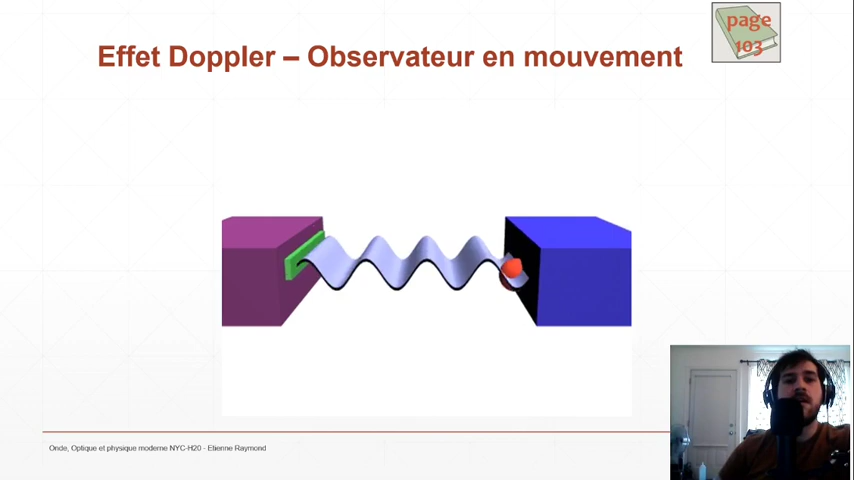 page
103
Effet Doppler – Observateur en mouvement
Onde, Optique et physique moderne NYC-H20 - Etienne Raymond